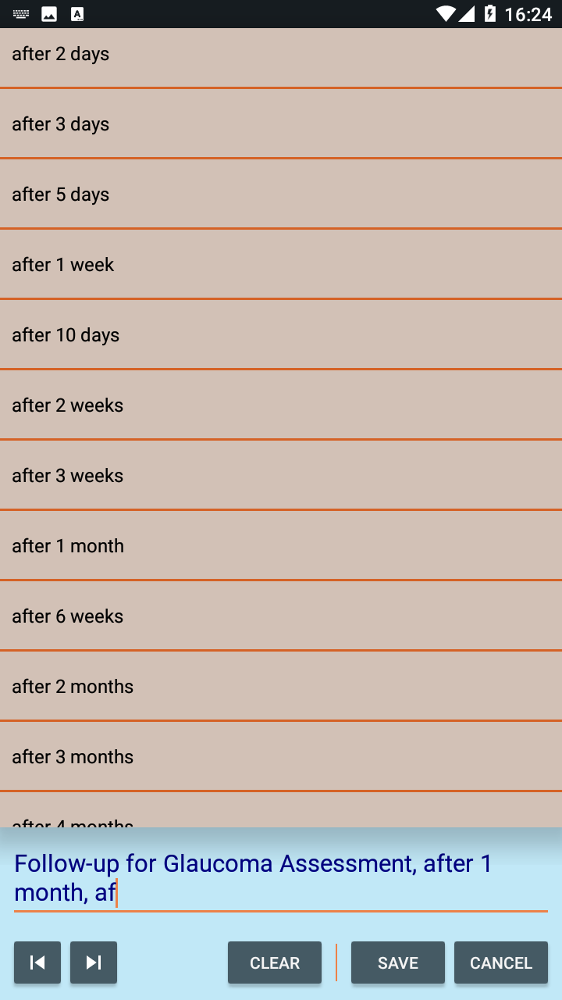 16:24
after 2 days
after 3 days
after 5 days
after 1 week
after 10 days
after 2 weeks
after 3 weeks
after 1 month
after 6 weeks
after 2 months
after 3 months
after 4 months
Follow-up for Glaucoma Assessment, after 1
month, af
CLEAR SAVE CANCEL